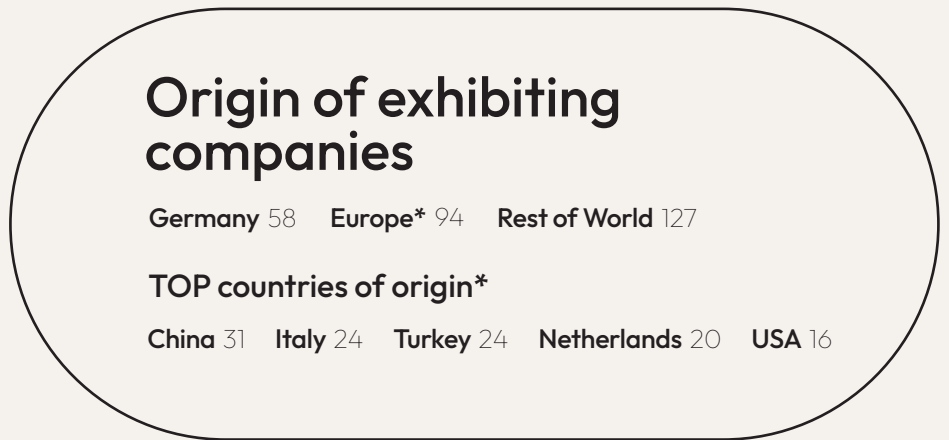 Origin of exhibiting
companies
Germany 58 Europe* 94 Rest of World 127
TOP countries of origin*
China 31 Italy 24 Turkey 24 Netherlands 20 USA 16